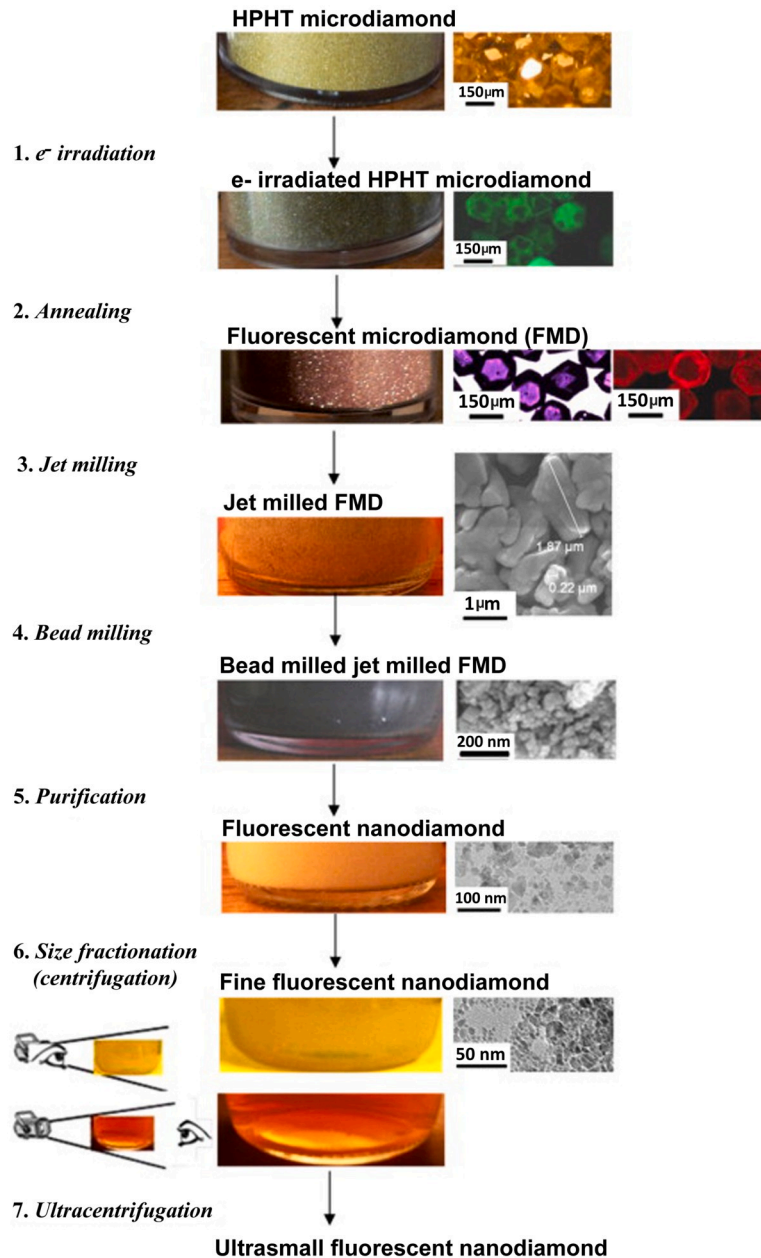 HPHT microdiamond
150µm
1. e⁻ irradiation
e- irradiated HPHT microdiamond
150µm
2. Annealing
Fluorescent microdiamond (FMD)
150µm
150µm
3. Jet milling
Jet milled FMD
1.87 µm
0.22 µm
1µm
4. Bead milling
Bead milled jet milled FMD
200 nm
5. Purification
Fluorescent nanodiamond
100 nm
6. Size fractionation
(centrifugation)
Fine fluorescent nanodiamond
50 nm
7. Ultracentrifugation
Ultrasmall fluorescent nanodiamond